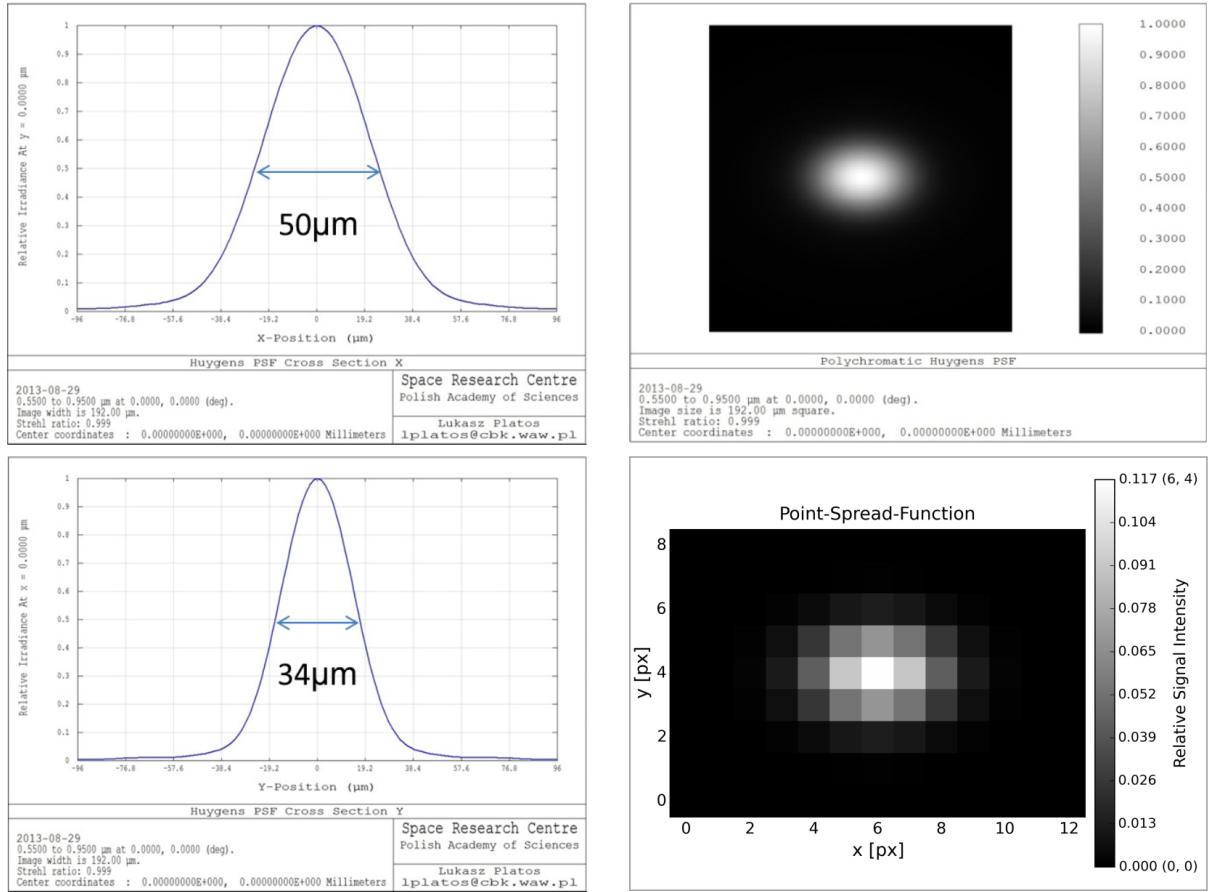 Relative Irradiance At y = 0.0000 µm
1
0.9
0.8
0.7
0.6
0.5
0.4
0.3
0.2
0.1
0
50µm
-96 -76.8 -57.6 -38.4 -19.2 0 19.2 38.4 57.6 76.8 96
X-Position (µm)
Huygens PSF Cross Section X
2013-08-29
0.5500 to 0.9500 µm at 0.0000, 0.0000 (deg).
Image width is 192.00 µm.
Strehl ratio: 0.999
Center coordinates : 0.00000000E+000, 0.00000000E+000 Millimeters
Space Research Centre
Polish Academy of Sciences
Lukasz Platos
lplatos@cbk.waw.pl
1.0000
0.9000
0.8000
0.7000
0.6000
0.5000
0.4000
0.3000
0.2000
0.1000
0.0000
Polychromatic Huygens PSF
2013-08-29
0.5500 to 0.9500 µm at 0.0000, 0.0000 (deg).
Image size is 192.00 µm square.
Strehl ratio: 0.999
Center coordinates : 0.00000000E+000, 0.00000000E+000 Millimeters
Relative Irradiance At x = 0.0000 µm
1
0.9
0.8
0.7
0.6
0.5
0.4
0.3
0.2
0.1
0
34µm
-96 -76.8 -57.6 -38.4 -19.2 0 19.2 38.4 57.6 76.8 96
Y-Position (µm)
Huygens PSF Cross Section Y
2013-08-29
0.5500 to 0.9500 µm at 0.0000, 0.0000 (deg).
Image width is 192.00 µm.
Strehl ratio: 0.999
Center coordinates : 0.00000000E+000, 0.00000000E+000 Millimeters
Space Research Centre
Polish Academy of Sciences
Lukasz Platos
lplatos@cbk.waw.pl
Point-Spread-Function
y [px]
8
6
4
2
0
0 2 4 6 8 10 12
x [px]
0.117 (6, 4)
0.104
0.091
0.078
0.065
0.052
0.039
0.026
0.013
0.000 (0, 0)
Relative Signal Intensity